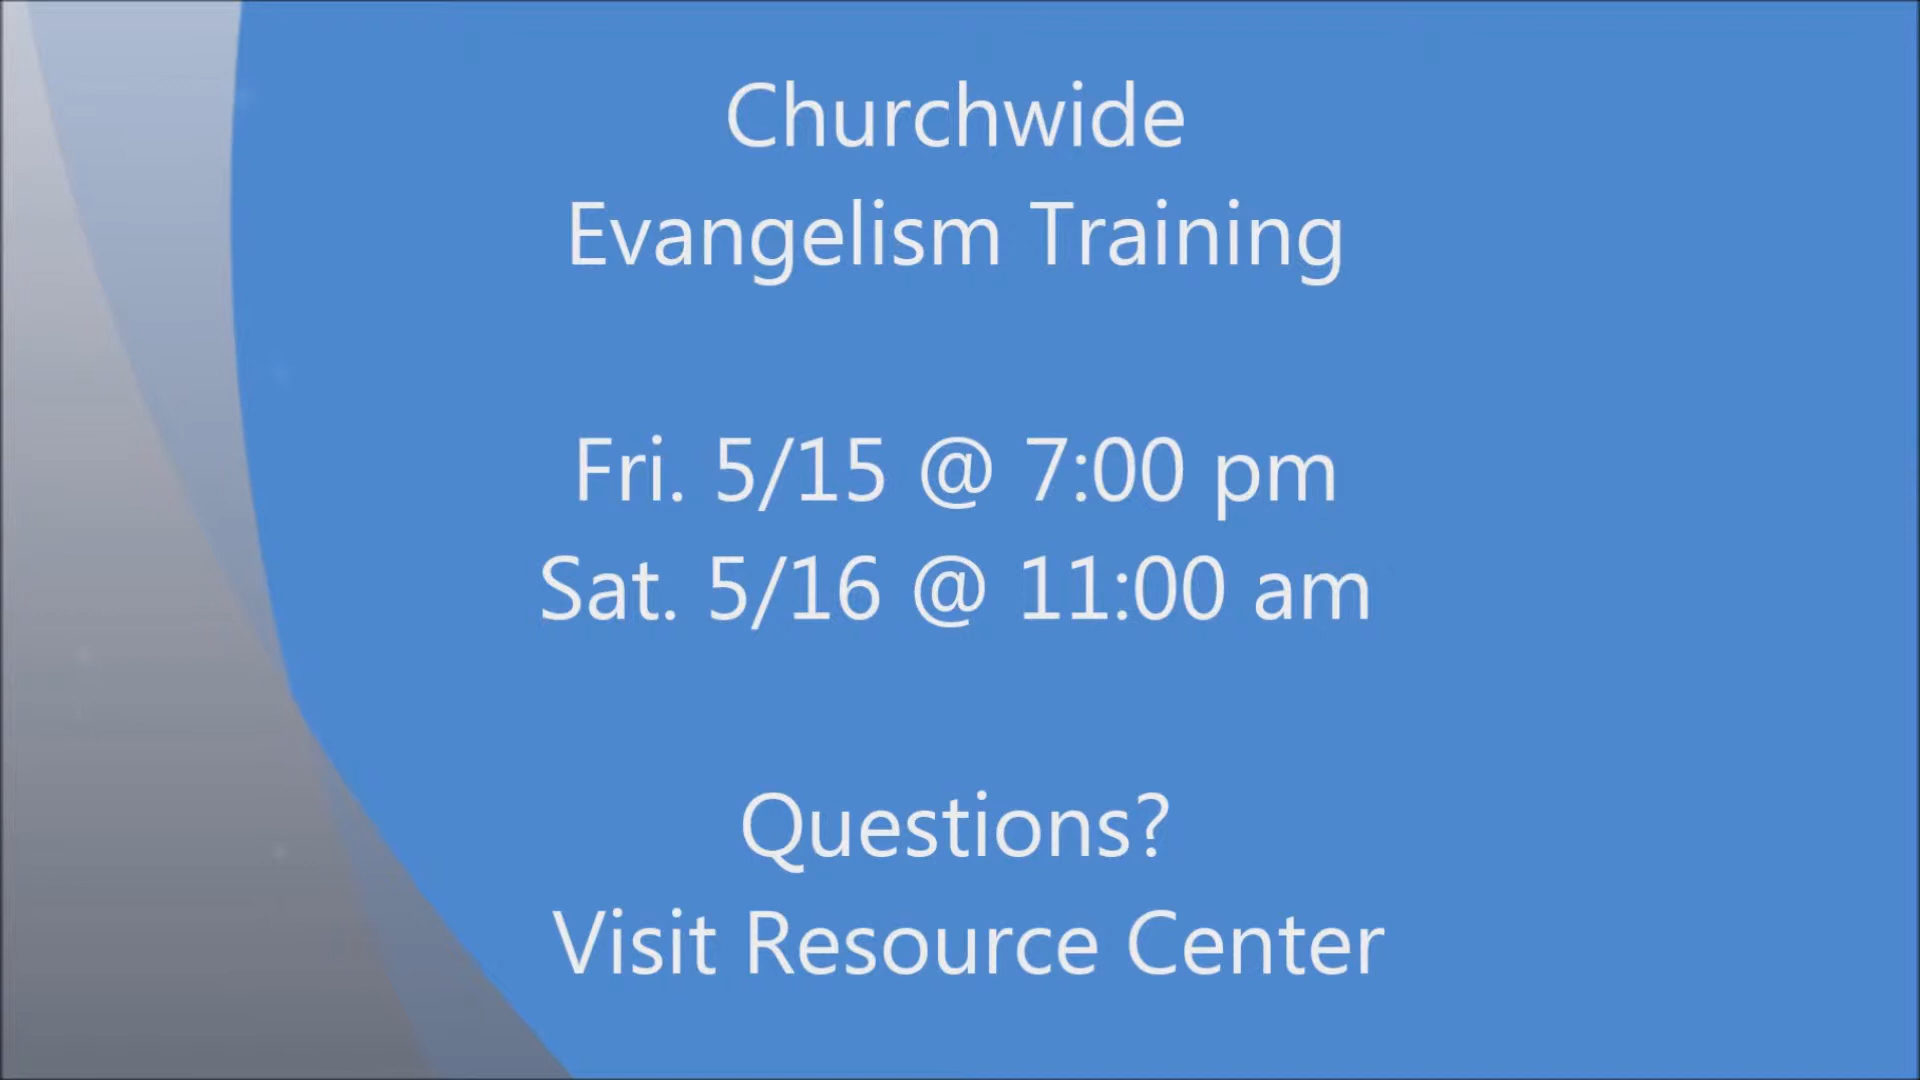 Churchwide
Evangelism Training
Fri. 5/15 @ 7:00 pm
Sat. 5/16 @ 11:00 am
Questions?
Visit Resource Center